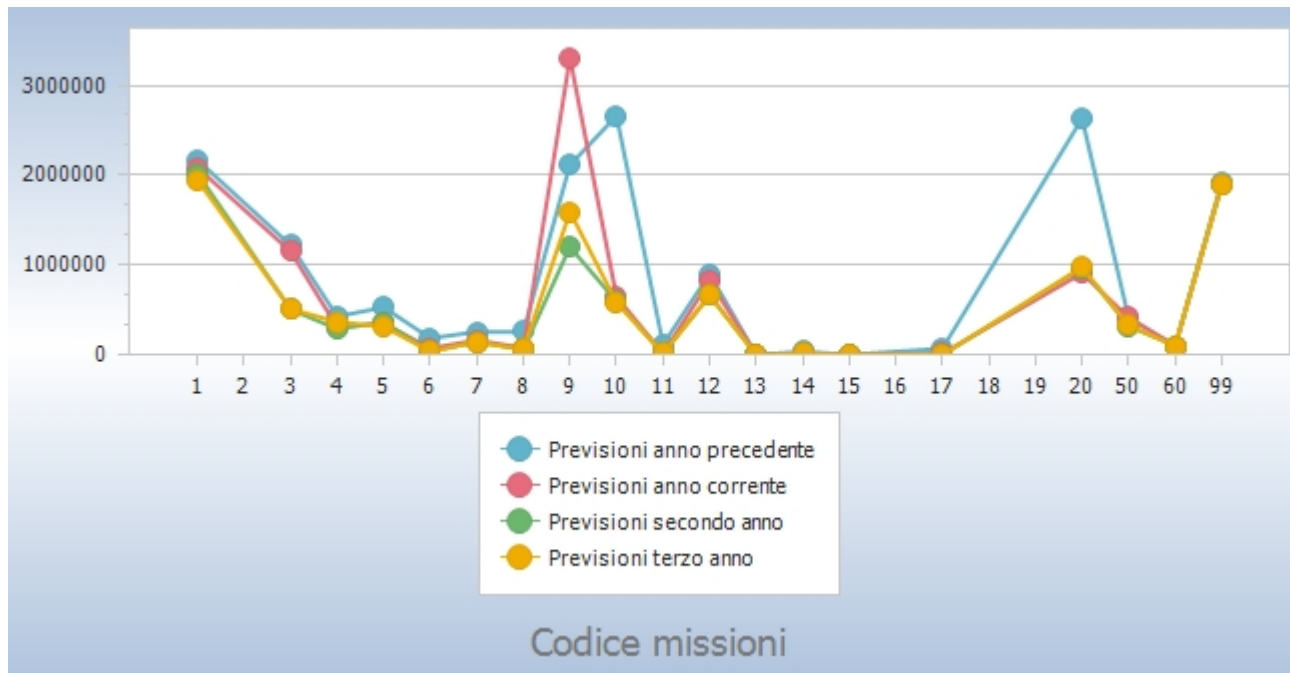 3000000
2000000
1000000
0
1 2 3 4 5 6 7 8 9 10 11 12 13 14 15 16 17 18 19 20 50 60 99
Previsioni anno precedente
Previsioni anno corrente
Previsioni secondo anno
Previsioni terzo anno
Codice missioni